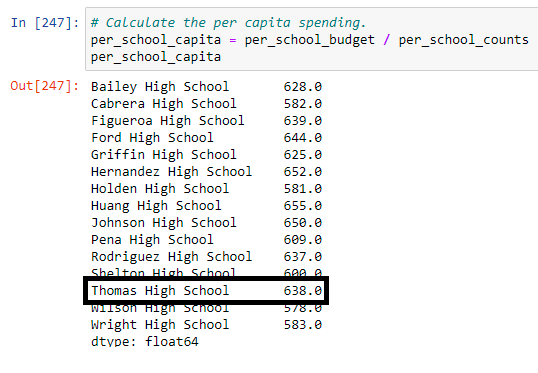 In [247]: # Calculate the per capita spending.
per_school_capita = per_school_budget / per_school_counts
per_school_capita
Out[247]: Bailey High School 628.0
Cabrera High School 582.0
Figueroa High School 639.0
Ford High School 644.0
Griffin High School 625.0
Hernandez High School 652.0
Holden High School 581.0
Huang High School 655.0
Johnson High School 650.0
Pena High School 609.0
Rodriguez High School 637.0
Shelton High School 600.0
Thomas High School 638.0
Wilson High School 578.0
Wright High School 583.0
dtype: float64